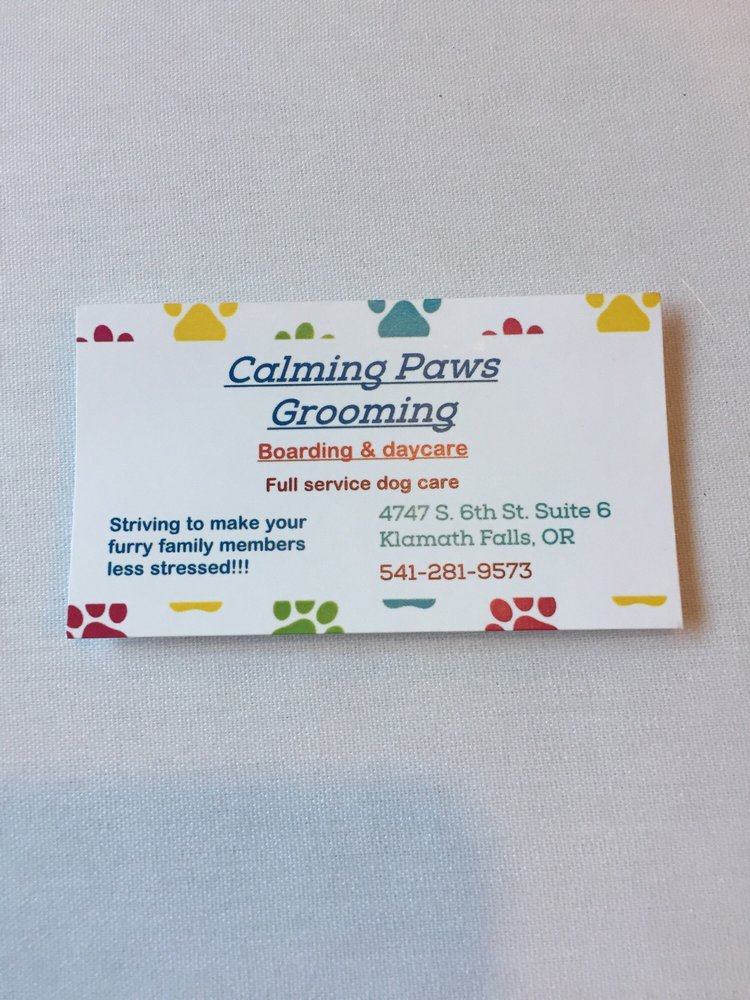 Calming Paws
Grooming
Boarding & daycare
Full service dog care
Striving to make your
furry family members
less stressed!!!
4747 S. 6th St. Suite 6
Klamath Falls, OR
541-281-9573